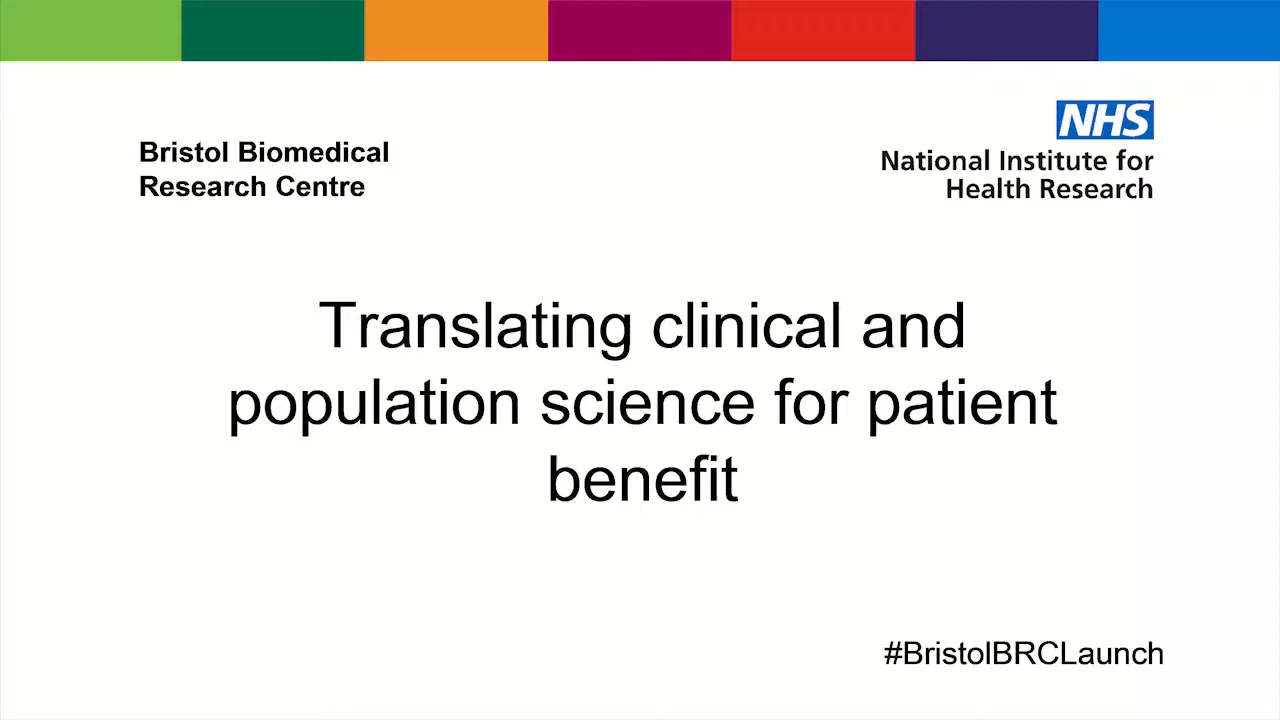 Bristol Biomedical
Research Centre
NHS
National Institute for
Health Research
Translating clinical and
population science for patient
benefit
#BristolBRCLaunch